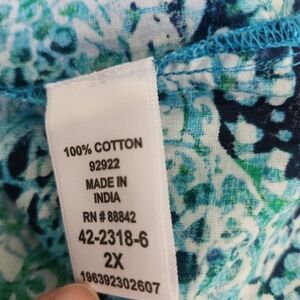 100% COTTON
92922
MADE IN
INDIA
RN # 88842
42-2318-6
2X
196392302607